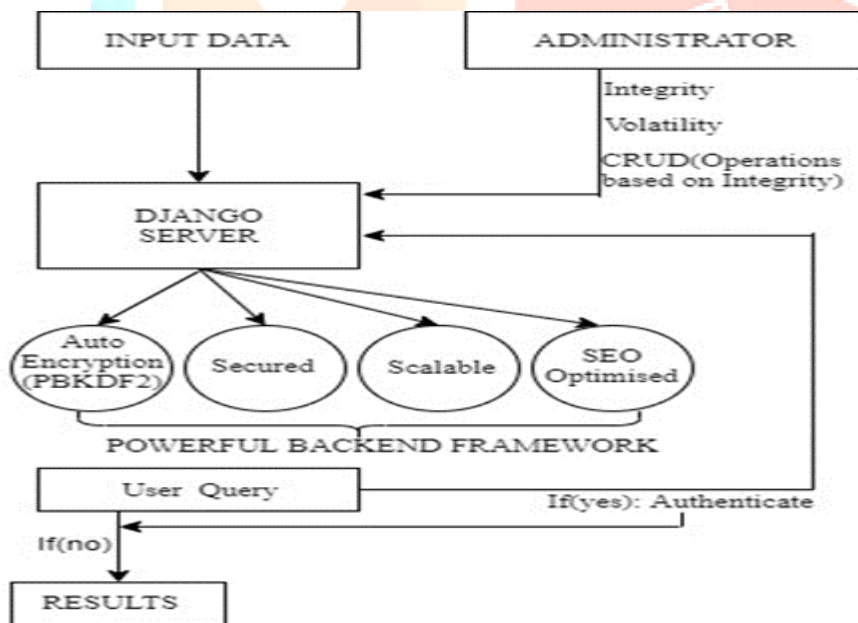 INPUT DATA
ADMINISTRATOR
Integrity
Volatility
CRUD(Operations
based on Integrity)
DJANGO
SERVER
Auto
Encryption
(PBKDF2)
Secured
Scalable
SEO
Optimised
POWERFUL BACKEND FRAMEWORK
User Query
If(yes): Authenticate
If(no)
RESULTS